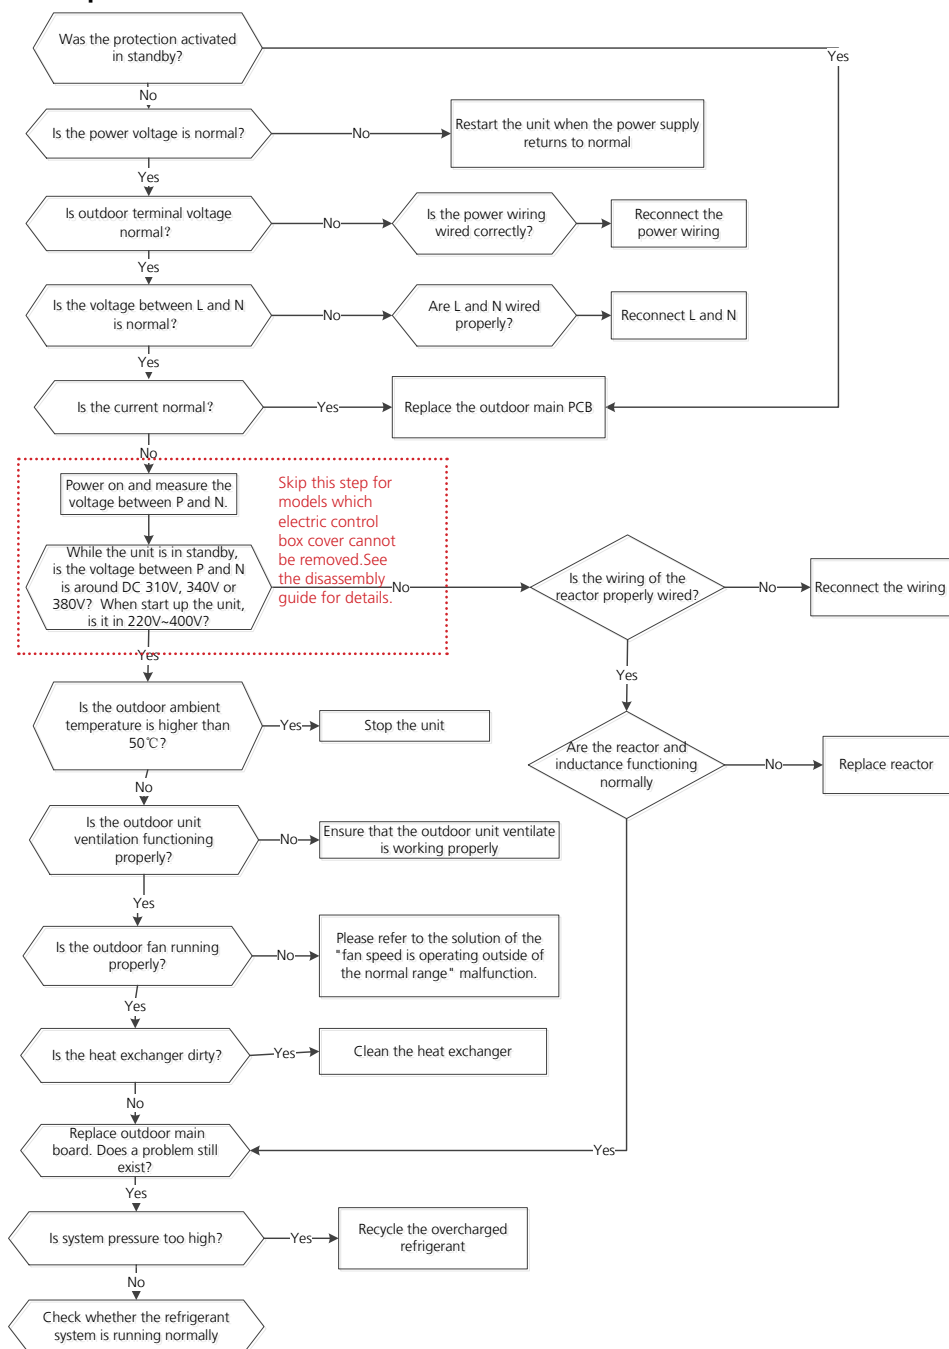 Was the protection activated
in standby?
Yes
No
Is the power voltage is normal?
No
Restart the unit when the power supply
returns to normal
Yes
Is outdoor terminal voltage
normal?
No
Is the power wiring
wired correctly?
Reconnect the
power wiring
Yes
Is the voltage between L and N
is normal?
No
Are L and N wired
properly?
Reconnect L and N
Yes
Is the current normal?
Yes
Replace the outdoor main PCB
No
Power on and measure the
voltage between P and N.
Skip this step for
models which
electric control
box cover cannot
be removed.See
the disassembly
guide for details.
While the unit is in standby,
is the voltage between P and N
is around DC 310V, 340V or
380V? When start up the unit,
is it in 220V~400V?
No
Is the wiring of the
reactor properly wired?
No
Reconnect the wiring
Yes
Yes
Is the outdoor ambient
temperature is higher than
50℃?
Yes
Stop the unit
Are the reactor and
inductance functioning
normally
No
Replace reactor
No
Is the outdoor unit
ventilation functioning
properly?
No
Ensure that the outdoor unit ventilate
is working properly
Yes
Is the outdoor fan running
properly?
No
Please refer to the solution of the
"fan speed is operating outside of
the normal range" malfunction.
Yes
Is the heat exchanger dirty?
Yes
Clean the heat exchanger
No
Replace outdoor main
board. Does a problem still
exist?
Yes
Yes
Is system pressure too high?
Yes
Recycle the overcharged
refrigerant
No
Check whether the refrigerant
system is running normally